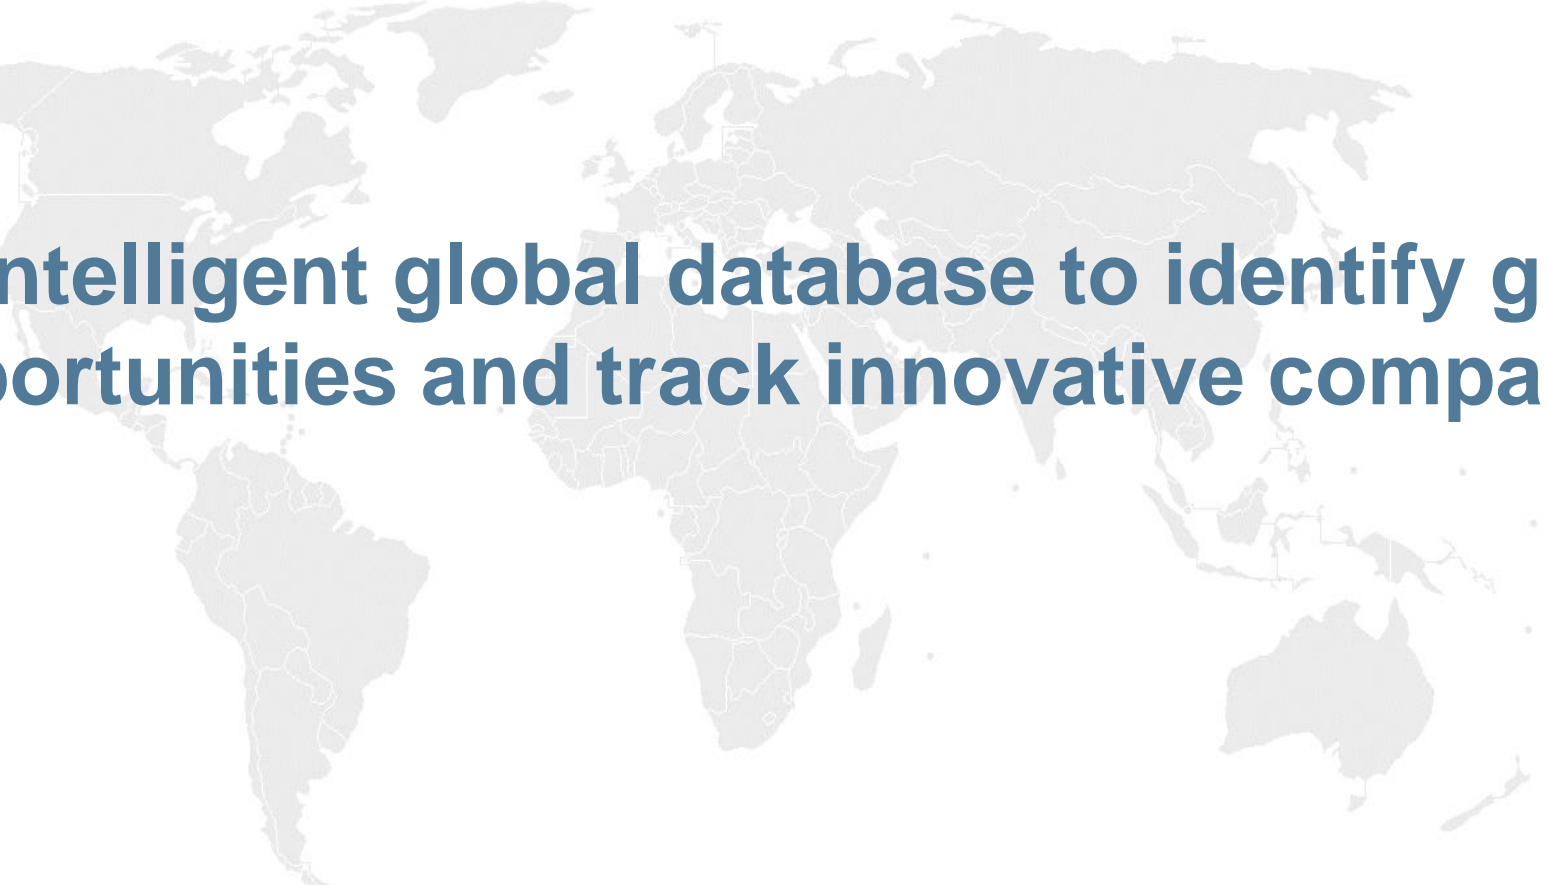 ntelligent global database to identify g
portunities and track innovative compa